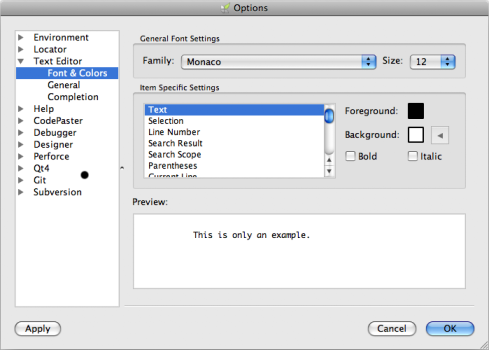 Options
Environment
Locator
Text Editor
Font & Colors
General
Completion
Help
CodePaster
Debugger
Designer
Perforce
Qt4
Git
Subversion
General Font Settings
Family: Monaco Size: 12
Item Specific Settings
Text
Selection
Line Number
Search Result
Search Scope
Parentheses
Current Line
Foreground:
Background:
Bold Italic
Preview:
This is only an example.
Apply Cancel OK